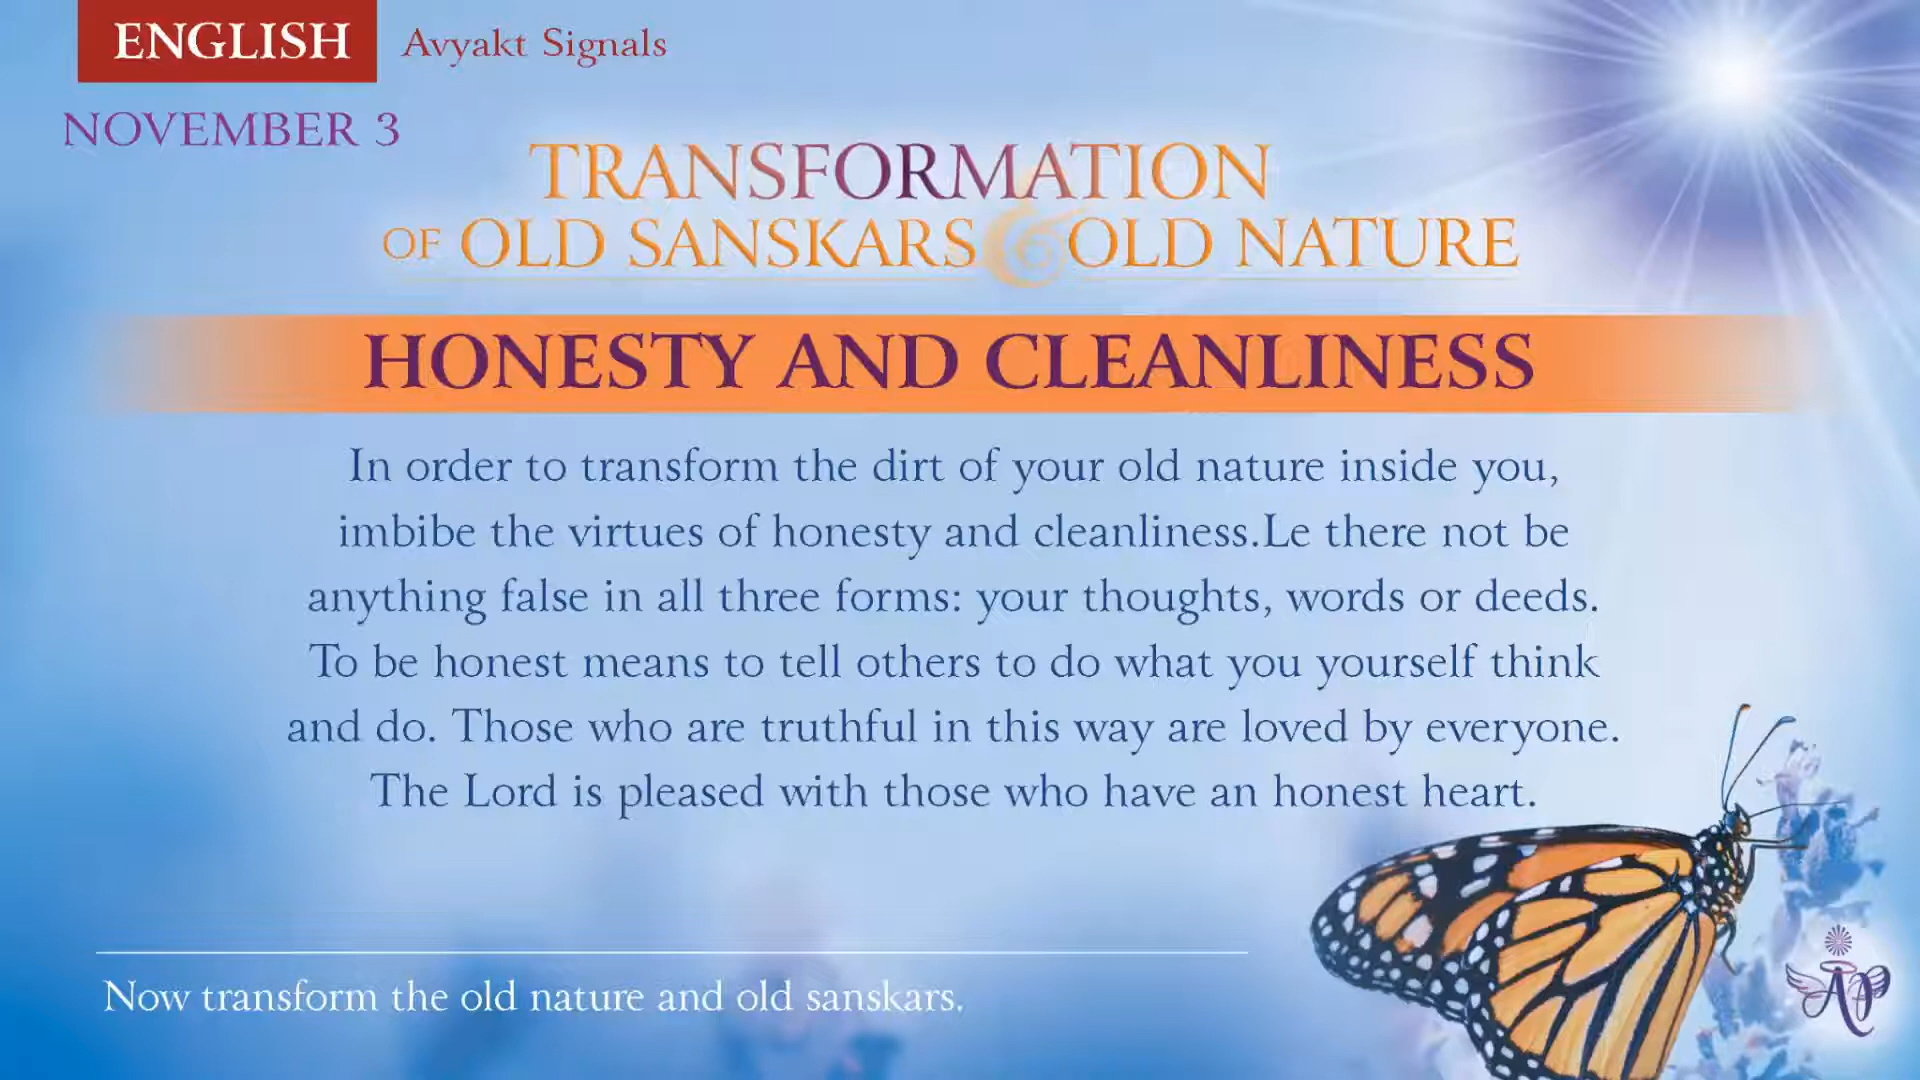 ENGLISH Avyakt Signals
NOVEMBER 3
TRANSFORMATION
OF OLD SANSKARS & OLD NATURE
HONESTY AND CLEANLINESS
In order to transform the dirt of your old nature inside you,
imbibe the virtues of honesty and cleanliness.Le there not be
anything false in all three forms: your thoughts, words or deeds.
To be honest means to tell others to do what you yourself think
and do. Those who are truthful in this way are loved by everyone.
The Lord is pleased with those who have an honest heart.
Now transform the old nature and old sanskars.